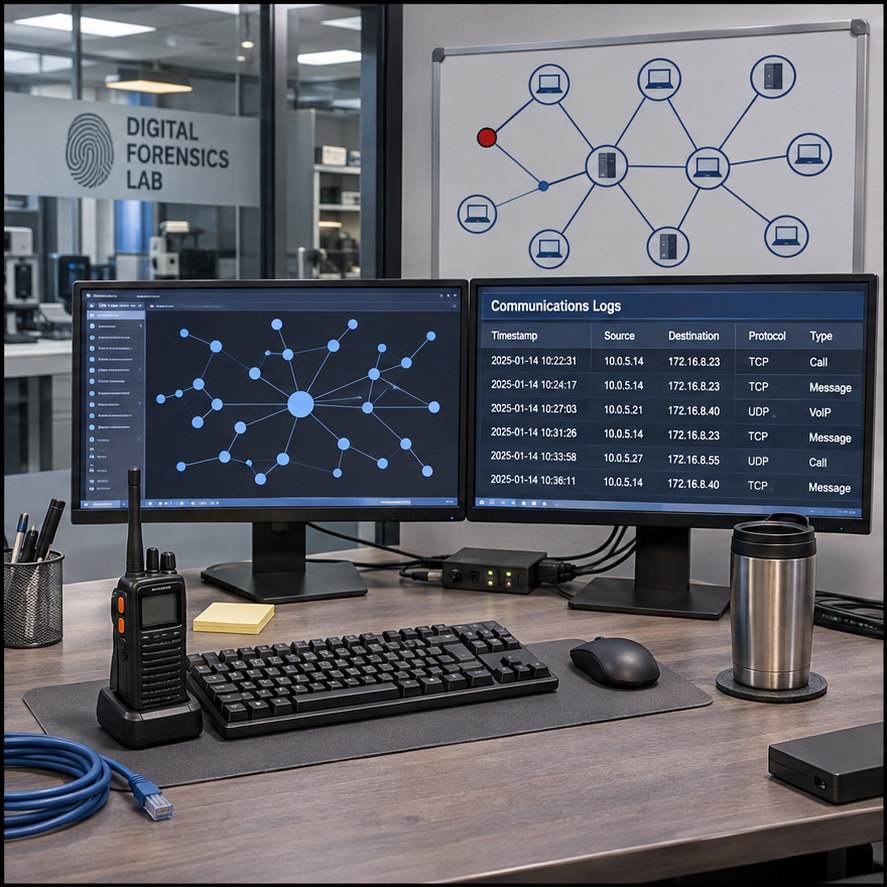 DIGITAL
FORENSICS
LAB
Communications Logs
Timestamp Source Destination Protocol Type
2025-01-14 10:22:31 10.0.5.14 172.16.8.23 TCP Call
2025-01-14 10:24:17 10.0.5.14 172.16.8.23 TCP Message
2025-01-14 10:27:03 10.0.5.21 172.16.8.40 UDP VoIP
2025-01-14 10:31:26 10.0.5.14 172.16.8.23 TCP Message
2025-01-14 10:33:58 10.0.5.27 172.16.8.55 UDP Call
2025-01-14 10:36:11 10.0.5.14 172.16.8.40 TCP Message